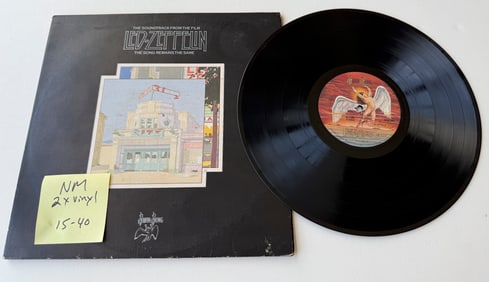 THE SOUNDTRACK FROM THE FILM
LED-ZEPPELIN
THE SONG REMAINS THE SAME
NM
2x vinyl
15-40